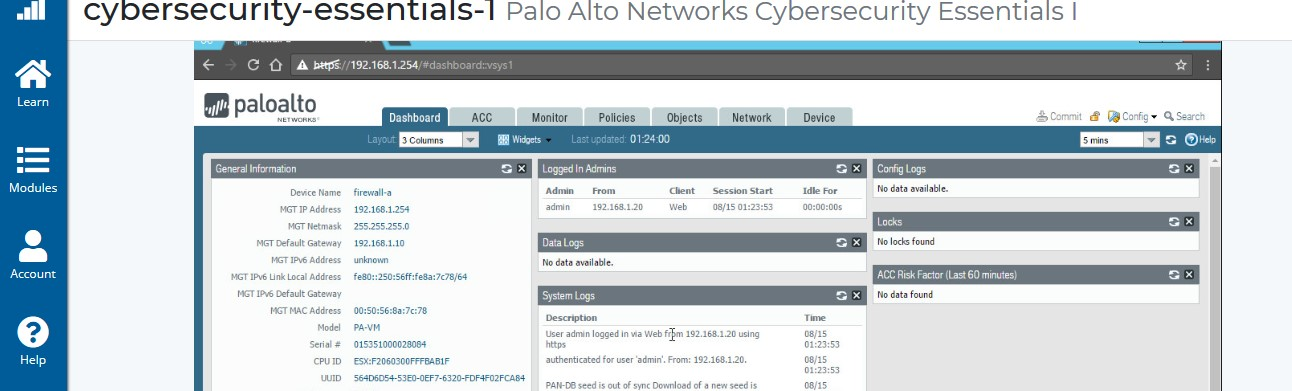 cybersecurity-essentials-1 Palo Alto Networks Cybersecurity Essentials I
Learn
Modules
Account
Help
https://192.168.1.254/#dashboard::vsys1
paloalto
NETWORKS
Dashboard ACC Monitor Policies Objects Network Device
Commit Config Search
Layout 3 Columns Widgets Last updated: 01:24:00 5 mins Help
General Information
Device Name firewall-a
MGT IP Address 192.168.1.254
MGT Netmask 255.255.255.0
MGT Default Gateway 192.168.1.10
MGT IPv6 Address unknown
MGT IPv6 Link Local Address fe80::250:56ff:fe8a:7c78/64
MGT IPv6 Default Gateway
MGT MAC Address 00:50:56:8a:7c:78
Model PA-VM
Serial # 015351000028084
CPU ID ESX:F2060300FFFBAB1F
UUID 564D6D54-53E0-0EF7-6320-FDF4F02FCA84
Logged In Admins
Admin From Client Session Start Idle For
admin 192.168.1.20 Web 08/15 01:23:53 00:00:00s
Data Logs
No data available.
System Logs
Description Time
User admin logged in via Web from 192.168.1.20 using 08/15
https 01:23:53
authenticated for user 'admin'. From: 192.168.1.20. 08/15
01:23:53
PAN-DB seed is out of sync Download of a new seed is 08/15
Config Logs
No data available.
Locks
No locks found
ACC Risk Factor (Last 60 minutes)
No data found